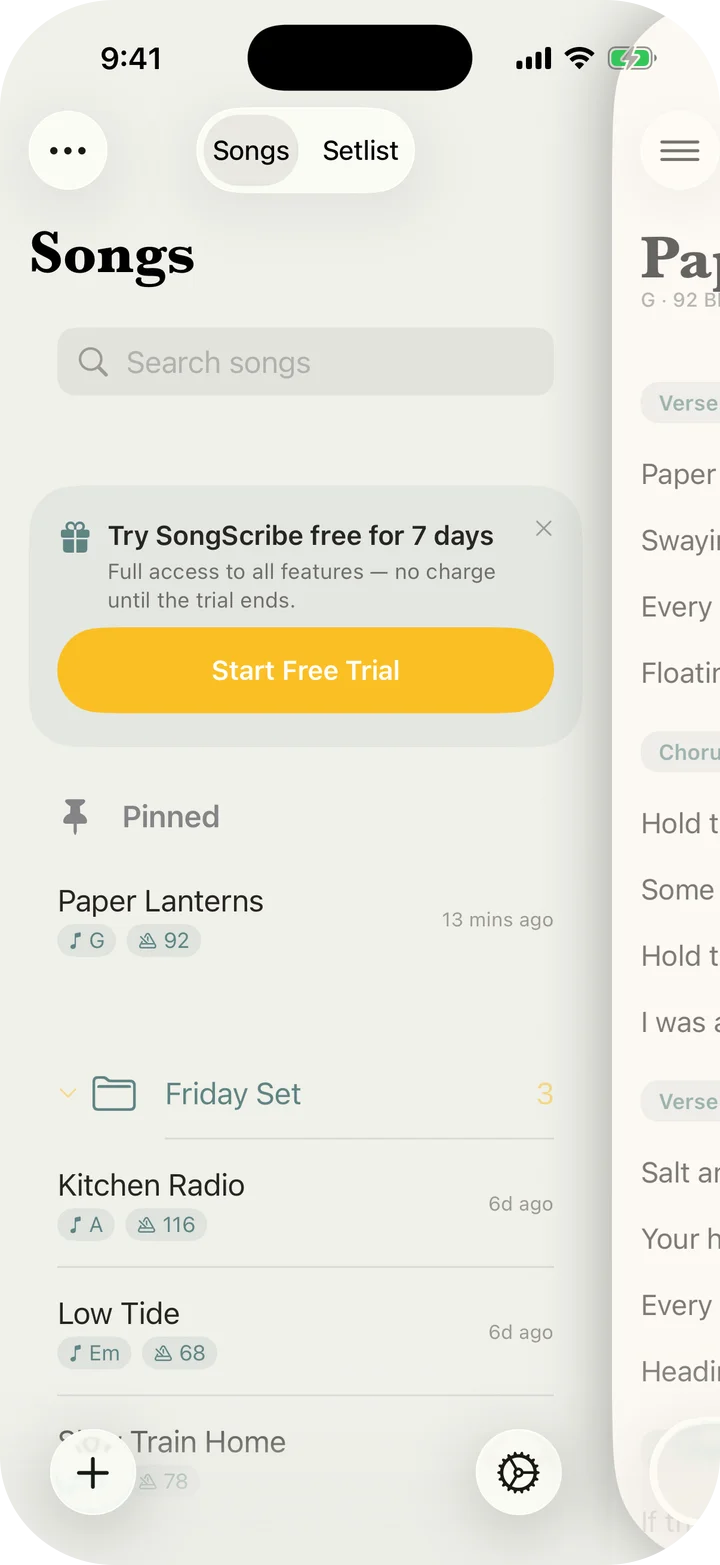 9:41
Songs
Setlist
Songs
Search songs
Try SongScribe free for 7 days
Full access to all features — no charge
until the trial ends.
Start Free Trial
Pinned
Paper Lanterns
G
92
13 mins ago
Friday Set
3
Kitchen Radio
A
116
6d ago
Low Tide
Em
68
6d ago
Train Home
78
G · 92
Verse
Paper
Every
Hold
Some
Hold
I was
Verse
Salt
Your
Every
If